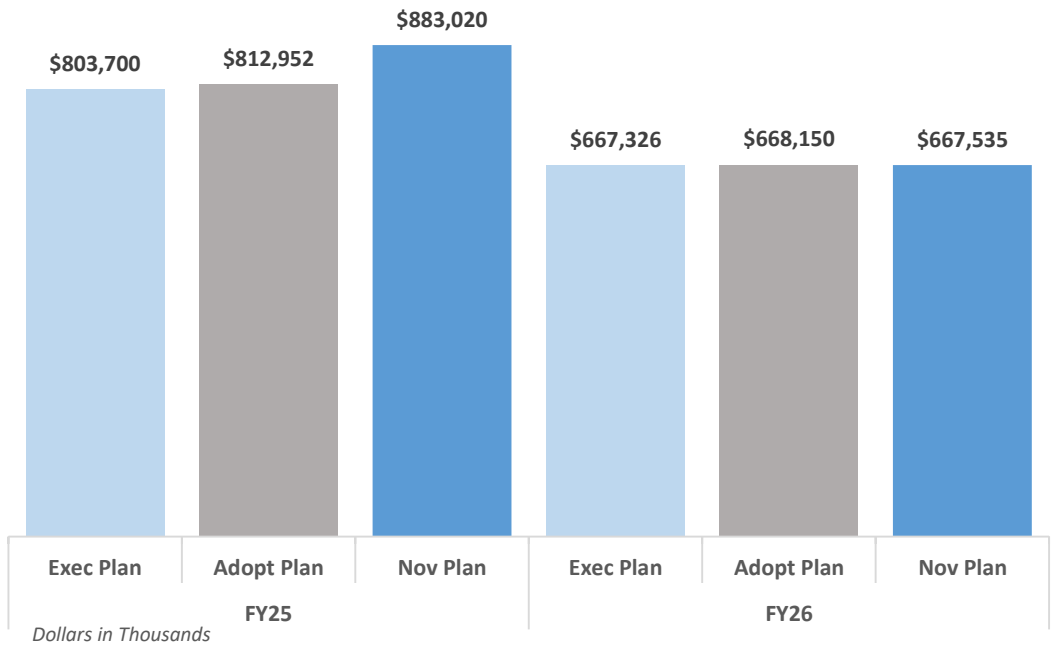 $883,020
$803,700
$812,952
$667,326
$668,150
$667,535
Exec Plan
Adopt Plan
Nov Plan
Exec Plan
Adopt Plan
Nov Plan
FY25
FY26
Dollars in Thousands